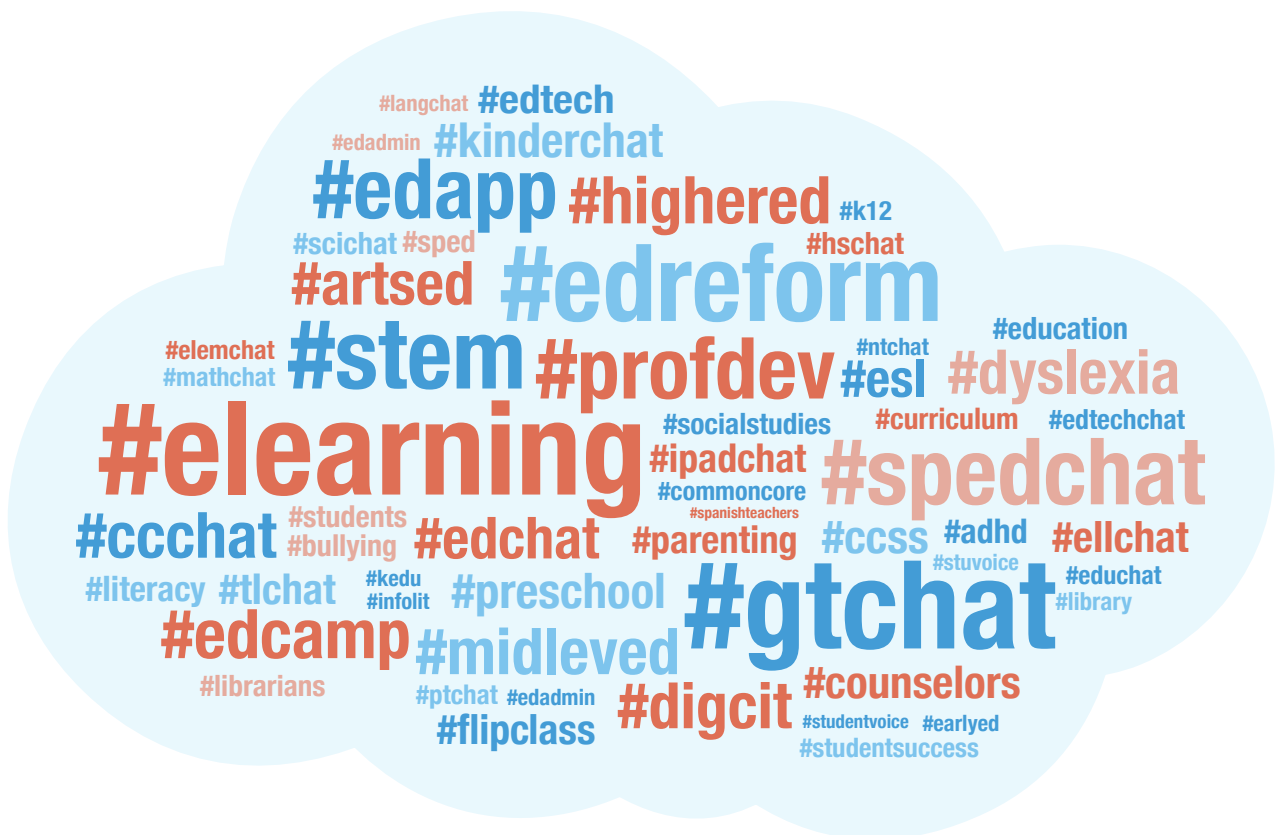 #langchat #edtech
#edadmin #kinderchat
#edapp #highered #k12
#scichat #sped #hschat
#artsed #edreform
#education
#elemchat #stem #profdev #ntchat
#mathchat #esl #dyslexia
#elearning #socialstudies #curriculum #edtechchat
#ipadchat #spedchat
#commoncore
#spanishteachers
#ccchat #students #edchat #parenting #ccss #adhd #ellchat
#bullying
#stuvoice
#literacy #tlchat #kedu #preschool #gtchat #educhat
#infolit #library
#edcamp #midleved
#librarians #counselors
#ptchat #edadmin #digcit
#flipclass #studentvoice #earlyed
#studentsuccess